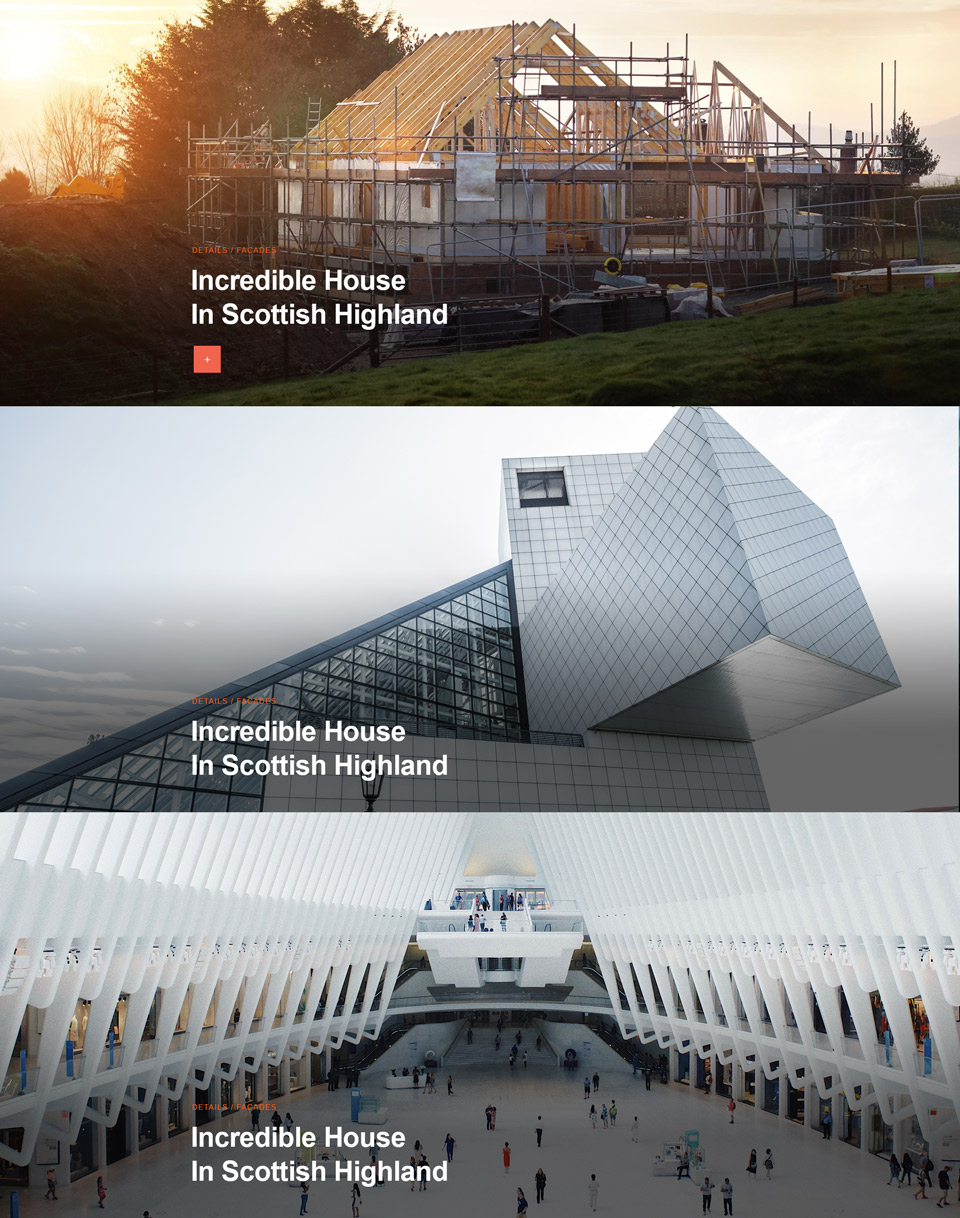 DETAILS / FACADES
Incredible House
In Scottish Highland
+
DETAILS / FACADES
Incredible House
In Scottish Highland
DETAILS / FACADES
Incredible House
In Scottish Highland